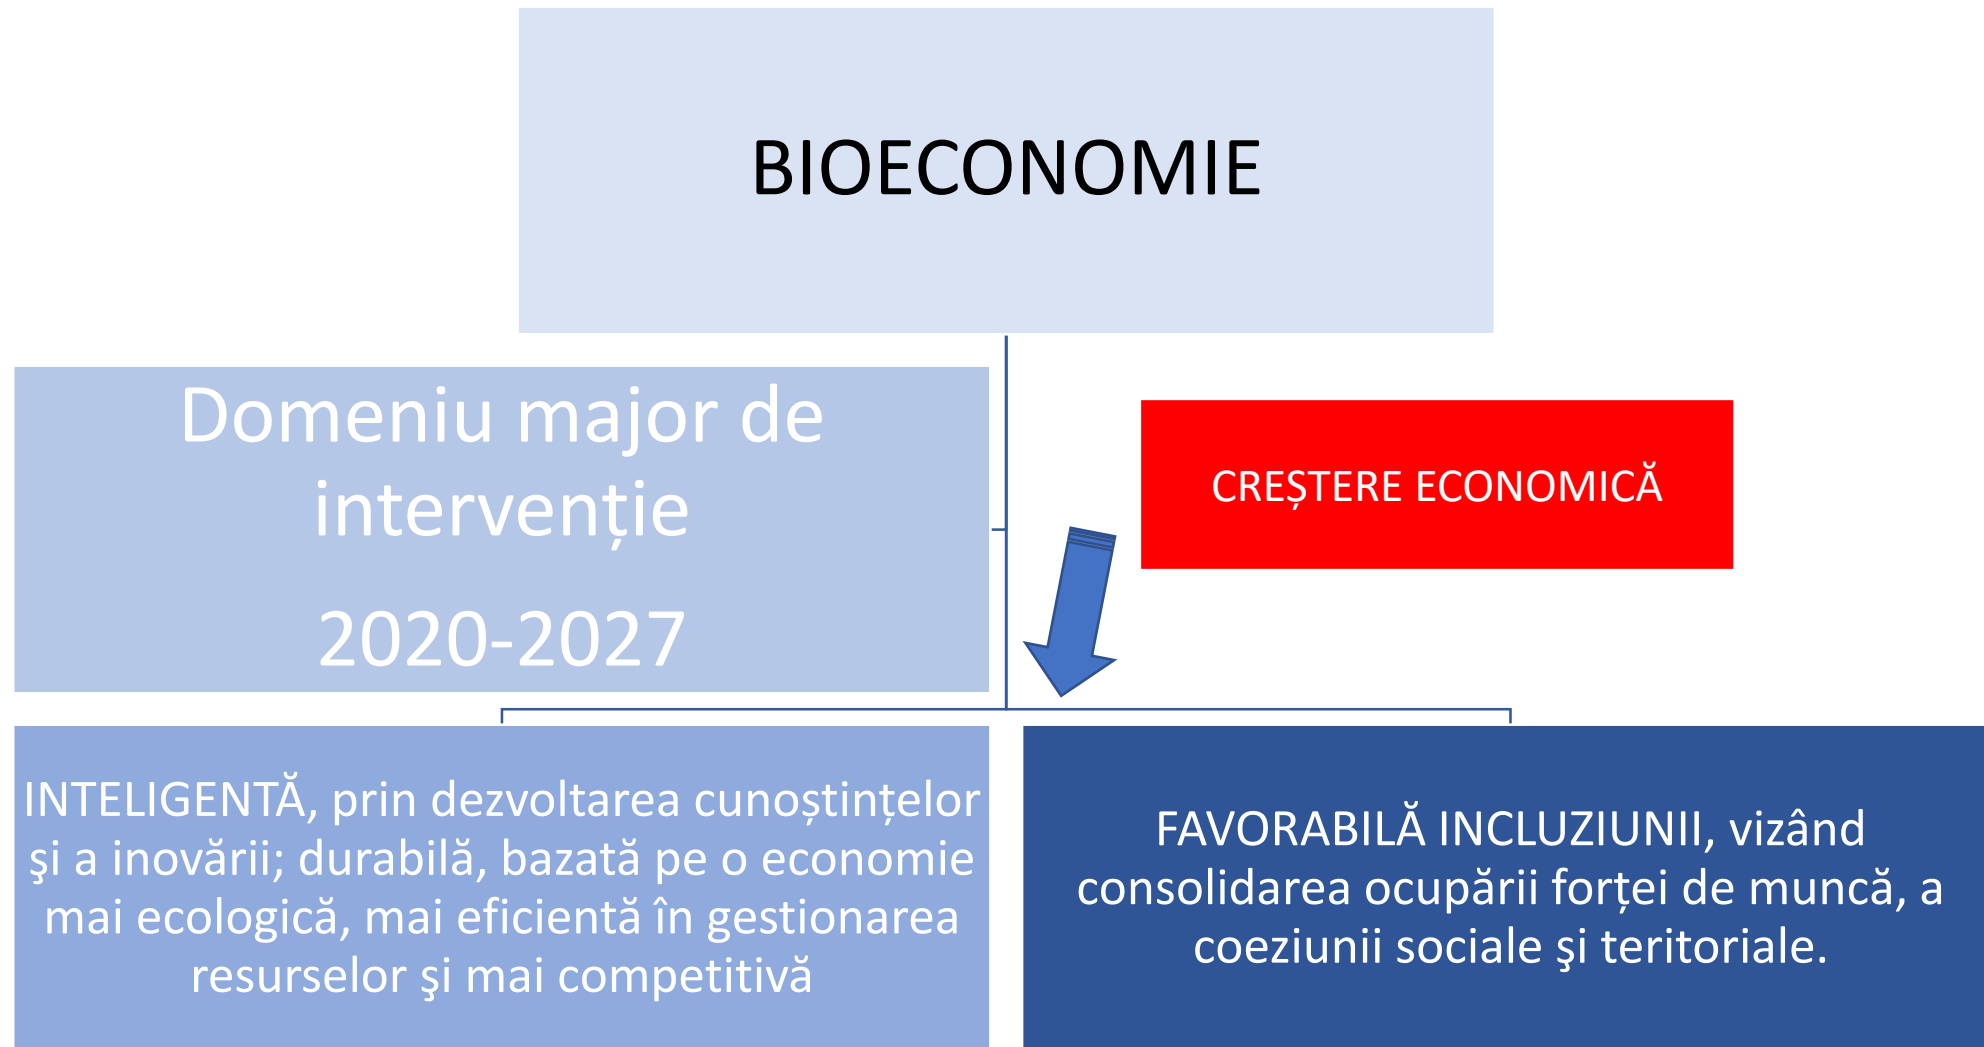 BIOECONOMIE
Domeniu major de
intervenție
2020-2027
CREȘTERE ECONOMICĂ
INTELIGENTĂ, prin dezvoltarea cunoștințelor
şi a inovării; durabilă, bazată pe o economie
mai ecologică, mai eficientă în gestionarea
resurselor şi mai competitivă
FAVORABILĂ INCLUZIUNII, vizând
consolidarea ocupării forței de muncă, a
coeziunii sociale şi teritoriale.